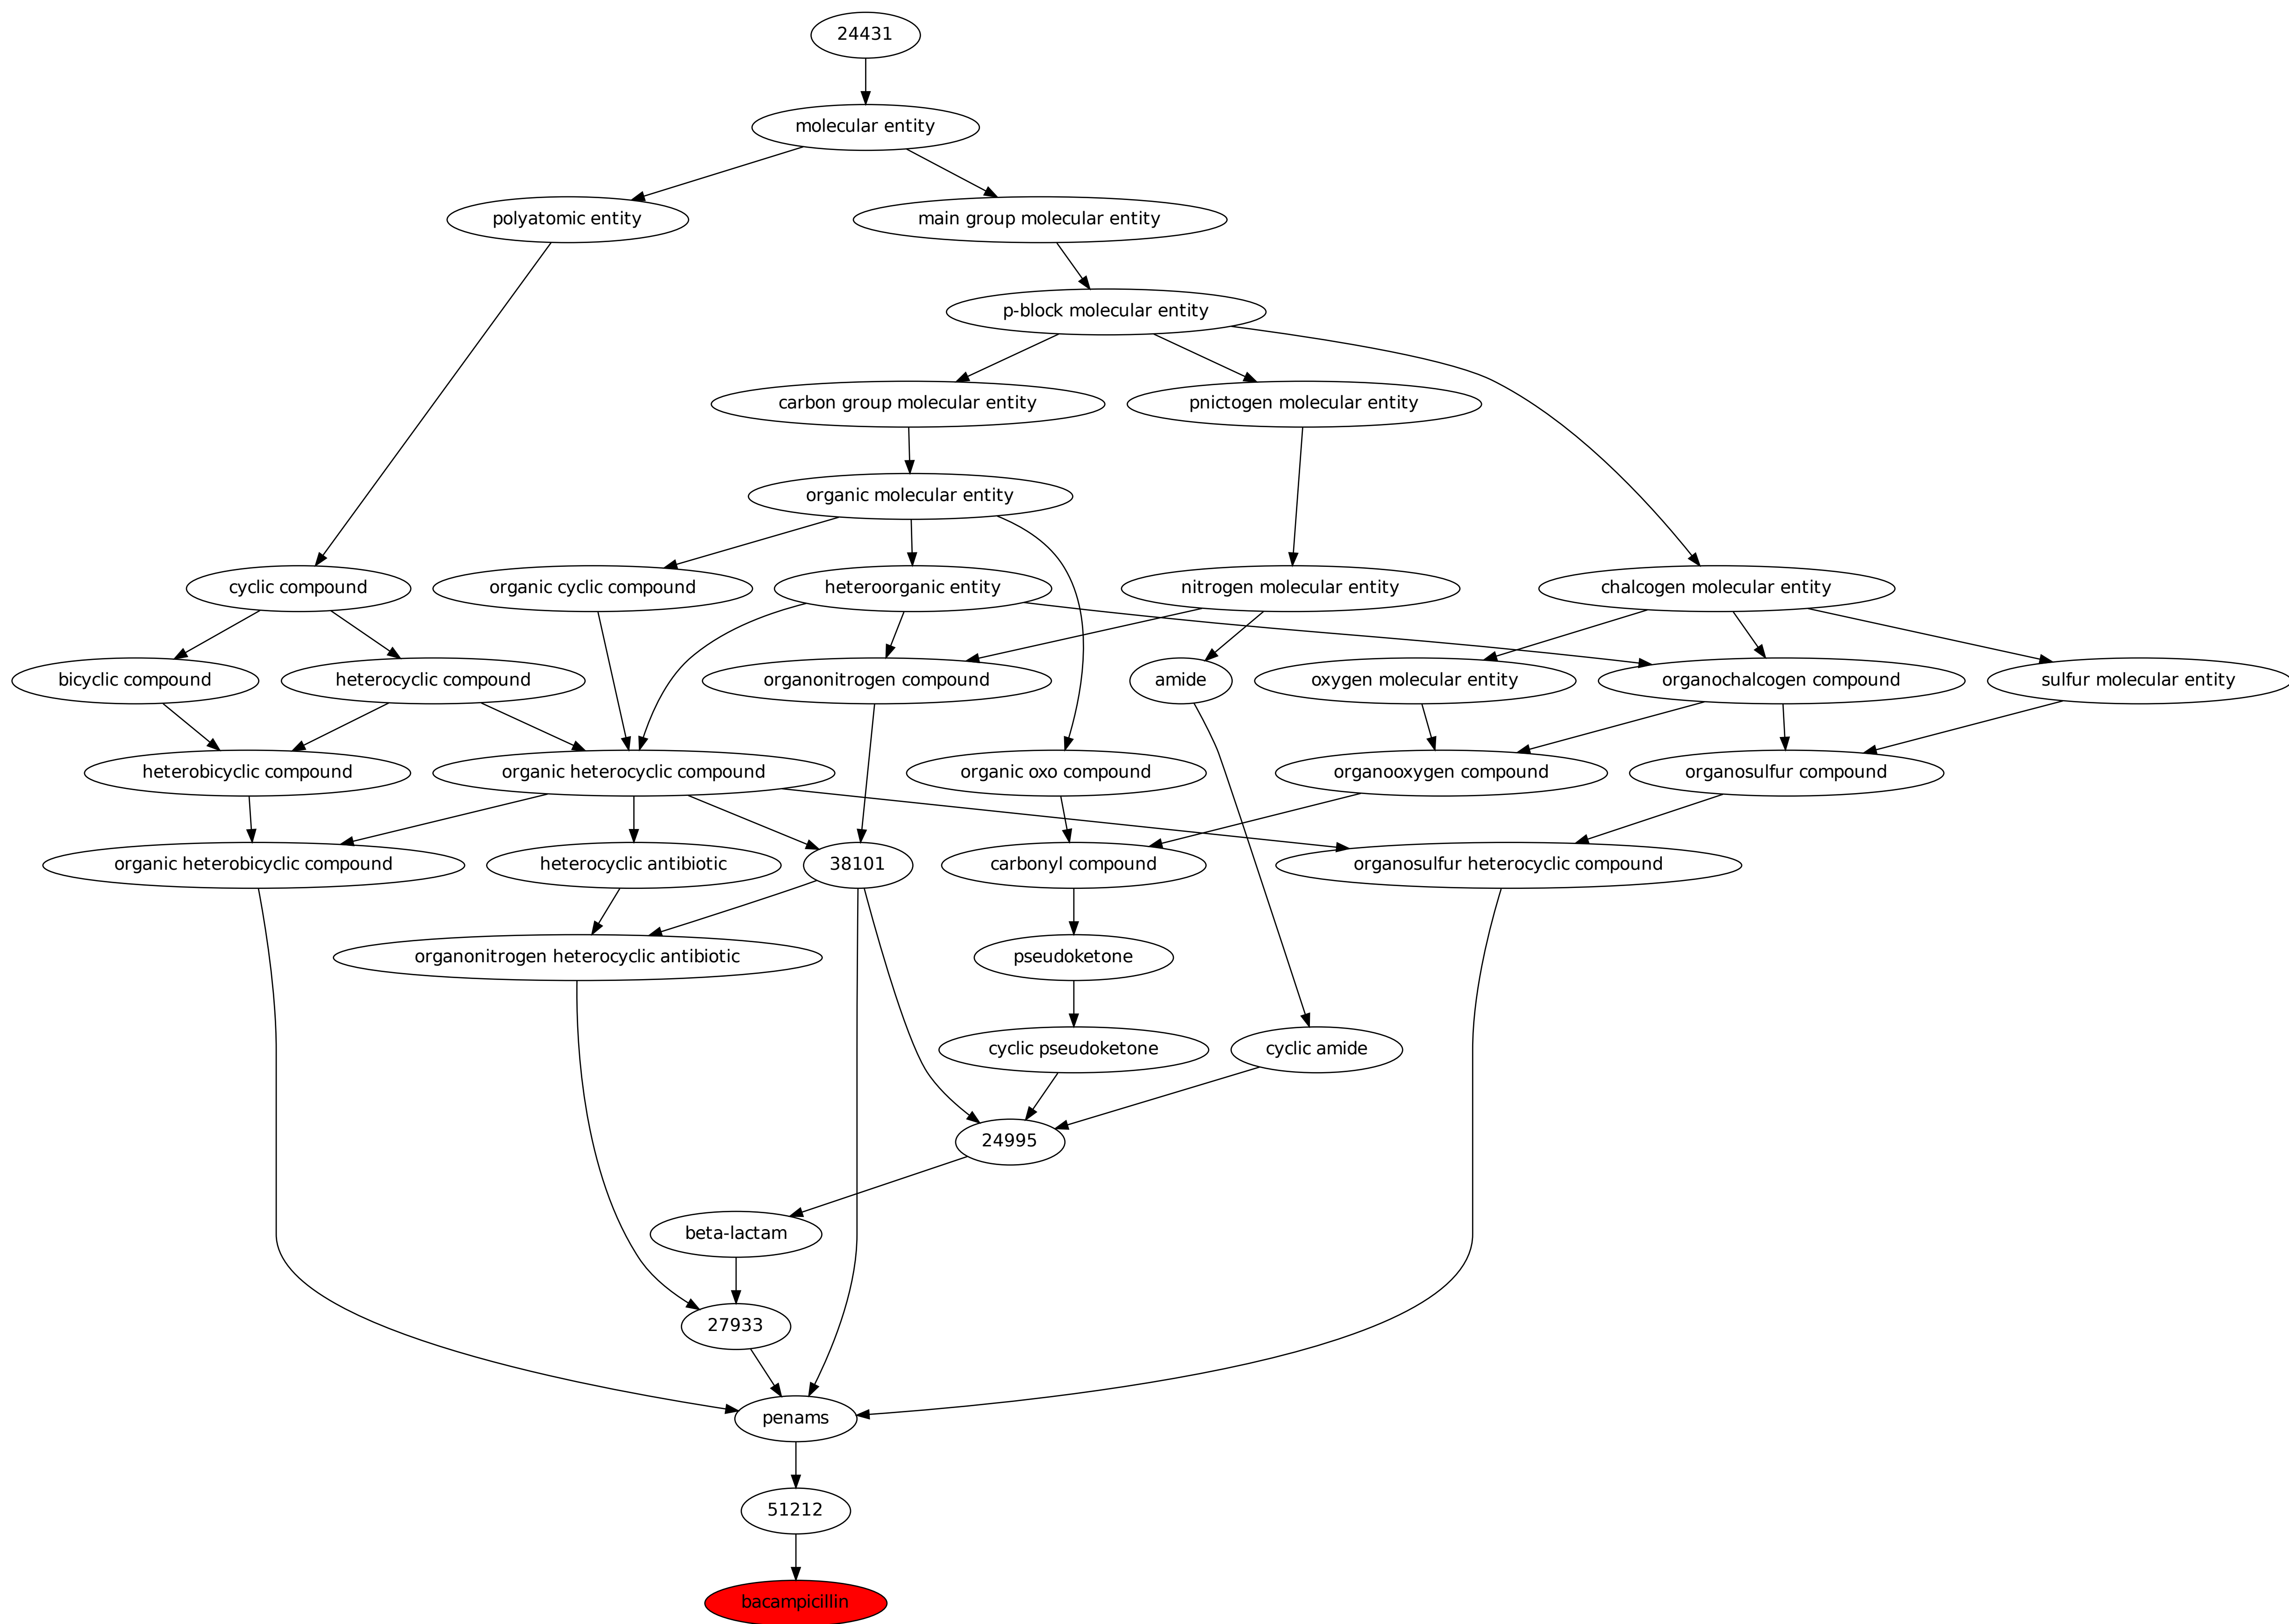 24431
molecular entity
polyatomic entity
main group molecular entity
p-block molecular entity
carbon group molecular entity
pnictogen molecular entity
organic molecular entity
cyclic compound
organic cyclic compound
heteroorganic entity
nitrogen molecular entity
chalcogen molecular entity
bicyclic compound
heterocyclic compound
organonitrogen compound
amide
oxygen molecular entity
organochalcogen compound
sulfur molecular entity
heterobicyclic compound
organic heterocyclic compound
organic oxo compound
organooxygen compound
organosulfur compound
organic heterobicyclic compound
heterocyclic antibiotic
38101
carbonyl compound
organosulfur heterocyclic compound
organonitrogen heterocyclic antibiotic
pseudoketone
cyclic pseudoketone
cyclic amide
24995
beta-lactam
27933
penams
51212
bacampicillin